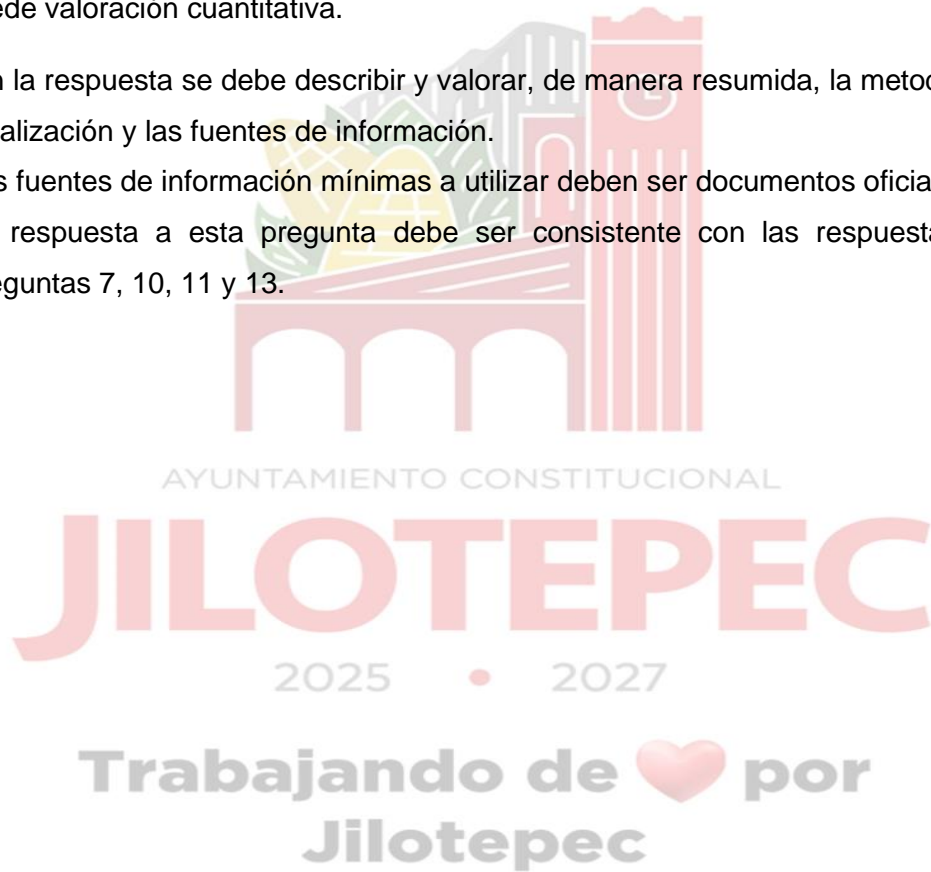 ede valoración cuantitativa.
n la respuesta se debe describir y valorar, de manera resumida, la metod
alización y las fuentes de información.
s fuentes de información mínimas a utilizar deben ser documentos oficia
respuesta a esta pregunta debe ser consistente con las respuesta
eguntas 7, 10, 11 y 13.
AYUNTAMIENTO CONSTITUCIONAL
JILOTEPEC
2025 • 2027
Trabajando de ❤ por
Jilotepec